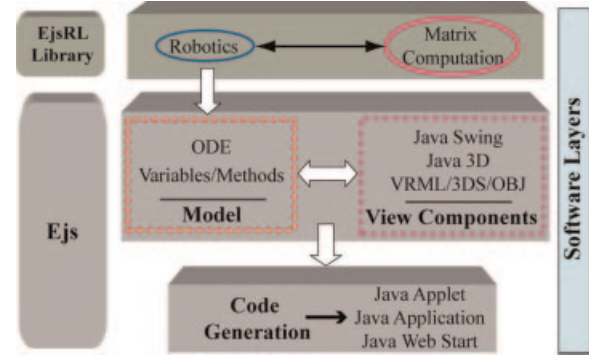 EjsRL
Library
Robotics
Matrix
Computation
Ejs
ODE
Variables/Methods
Model
Java Swing
Java 3D
VRML/3DS/OBJ
View Components
Code
Generation
Java Applet
Java Application
Java Web Start
Software Layers